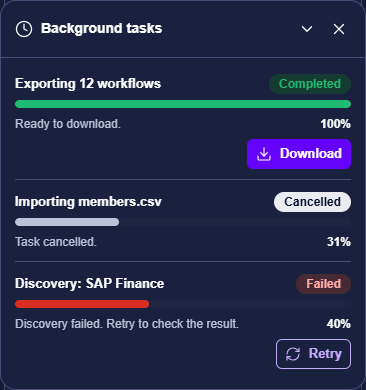 Background tasks
Exporting 12 workflows Completed
Ready to download. 100%
Download
Importing members.csv Cancelled
Task cancelled. 31%
Discovery: SAP Finance Failed
Discovery failed. Retry to check the result. 40%
Retry